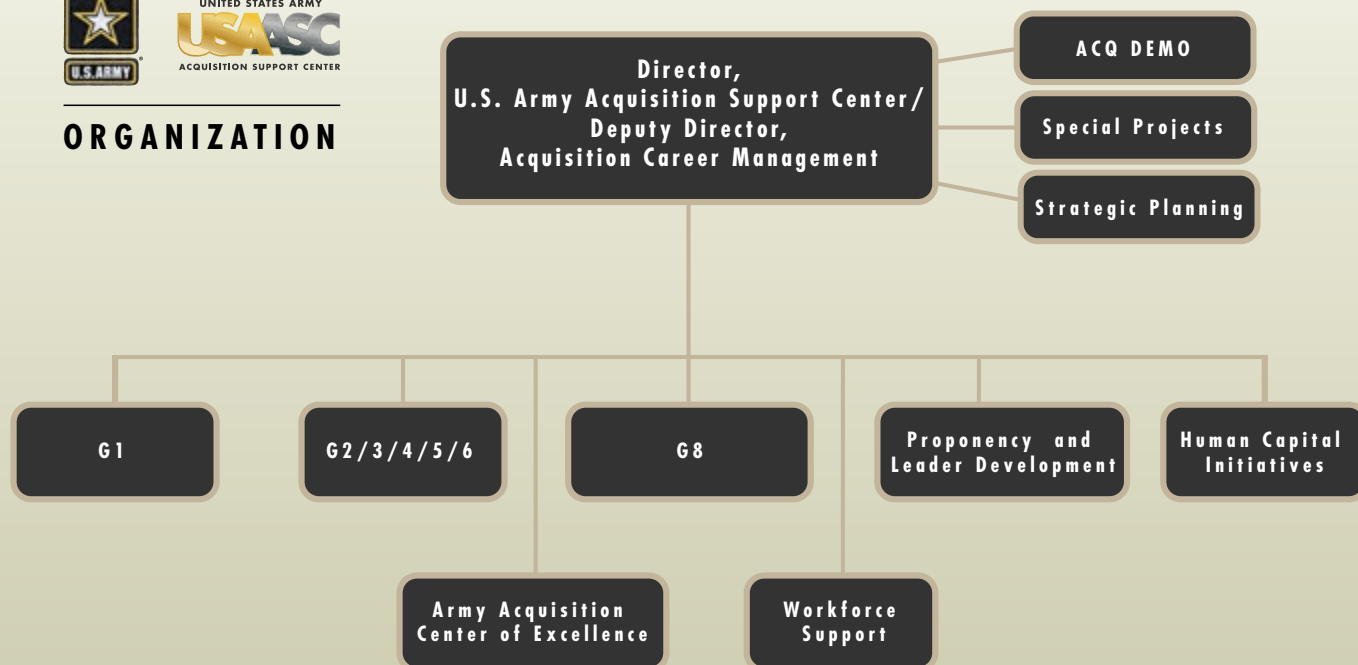 UNITED STATES ARMY
USAASC
ACQUISITION SUPPORT CENTER
U.S.ARMY
ORGANIZATION
Director,
U.S. Army Acquisition Support Center/
Deputy Director,
Acquisition Career Management
ACQ DEMO
Special Projects
Strategic Planning
G1
G2/3/4/5/6
G8
Proponency and
Leader Development
Human Capital
Initiatives
Army Acquisition
Center of Excellence
Workforce
Support